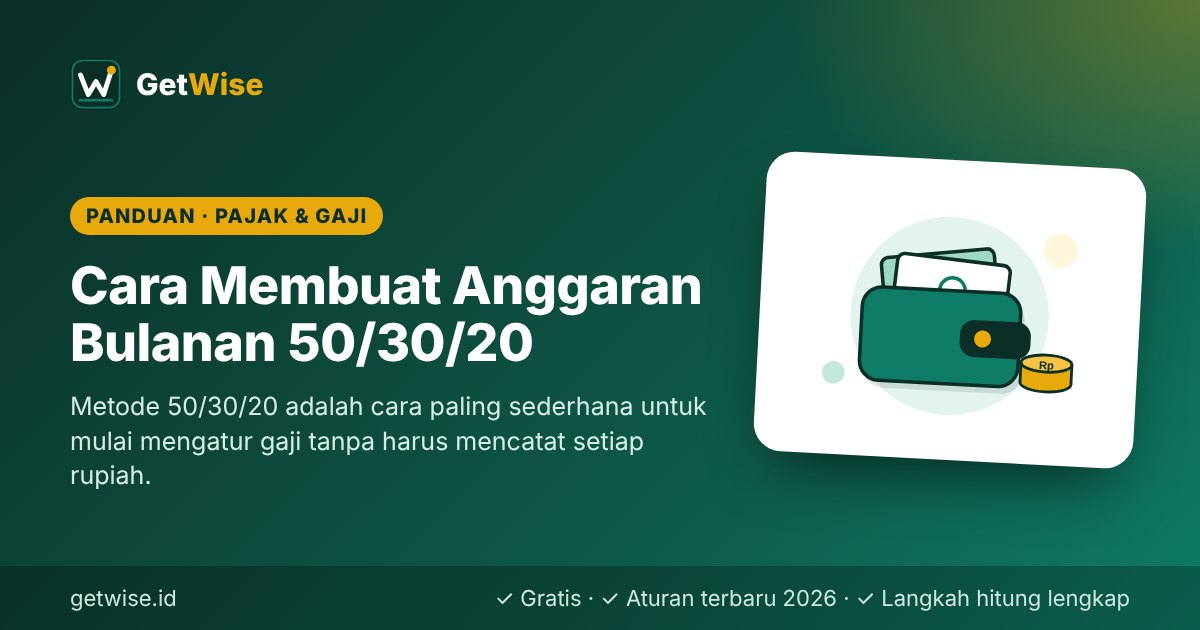 GetWise
PANDUAN · PAJAK & GAJI
Cara Membuat Anggaran
Bulanan 50/30/20
Metode 50/30/20 adalah cara paling sederhana untuk
mulai mengatur gaji tanpa harus mencatat setiap
rupiah.
Rp
getwise.id
✓ Gratis · ✓ Aturan terbaru 2026 · ✓ Langkah hitung lengkap